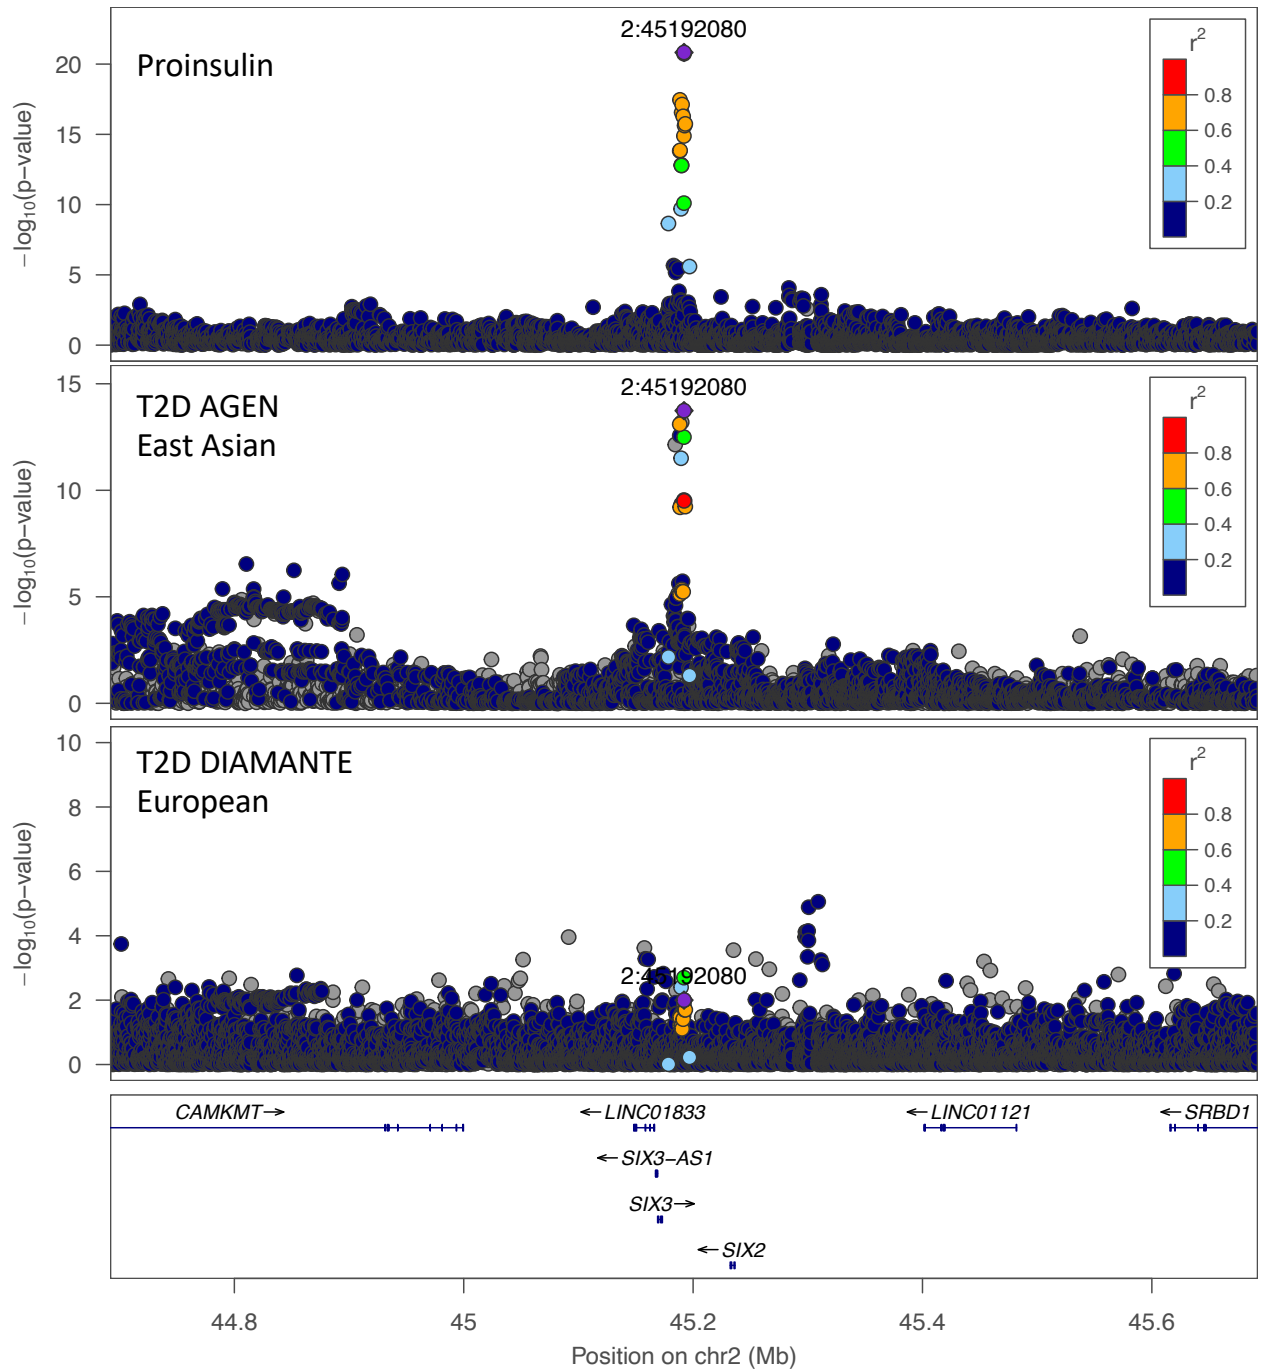 2:45192080
Proinsulin
r2
0.8
0.6
0.4
0.2
20
15
10
5
0
−log10(p−value)
2:45192080
T2D AGEN
East Asian
r2
0.8
0.6
0.4
0.2
15
10
5
0
−log10(p−value)
T2D DIAMANTE
European
2:45192080
r2
0.8
0.6
0.4
0.2
10
8
6
4
2
0
−log10(p−value)
CAMKMT→
←LINC01833
←LINC01121
←SRBD1
←SIX3−AS1
SIX3→
←SIX2
44.8
45
45.2
45.4
45.6
Position on chr2 (Mb)